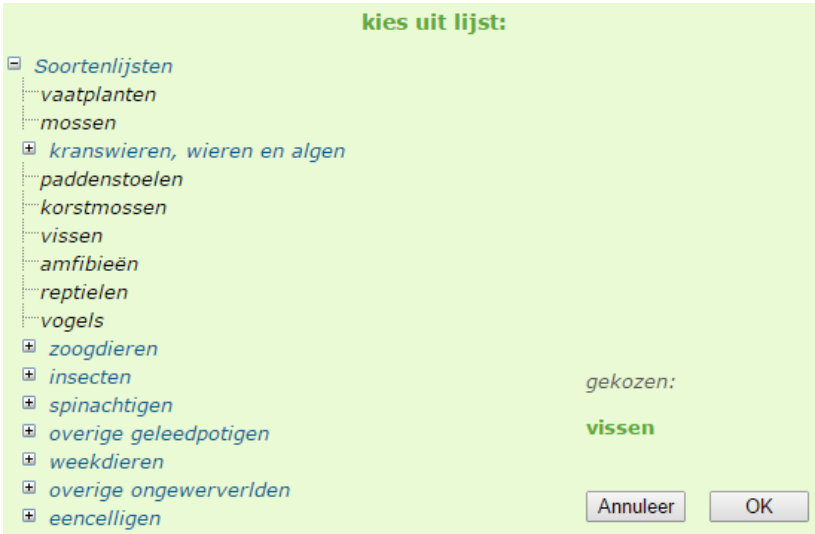 kies uit lijst:
Soortenlijsten
vaatplanten
mossen
kranswieren, wieren en algen
paddenstoelen
korstmossen
vissen
amfibieën
reptielen
vogels
zoogdieren
insecten
spinachtigen
overige geleedpotigen
weekdieren
overige ongewerverlden
eencelligen
gekozen:
vissen
Annuleer OK